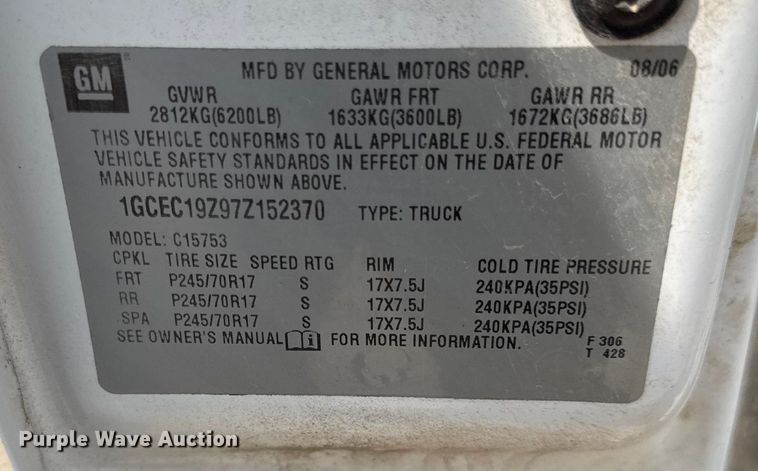 GM
MFD BY GENERAL MOTORS CORP. 08/06
GVWR GAWR FRT GAWR RR
2812KG(6200LB) 1633KG(3600LB) 1672KG(3686LB)
THIS VEHICLE CONFORMS TO ALL APPLICABLE U.S. FEDERAL MOTOR
VEHICLE SAFETY STANDARDS IN EFFECT ON THE DATE OF
MANUFACTURE SHOWN ABOVE.
1GCEC19Z97Z152370 TYPE: TRUCK
MODEL: C15753
CPKL TIRE SIZE SPEED RTG RIM COLD TIRE PRESSURE
FRT P245/70R17 S 17X7.5J 240KPA(35PSI)
RR P245/70R17 S 17X7.5J 240KPA(35PSI)
SPA P245/70R17 S 17X7.5J 240KPA(35PSI)
SEE OWNER'S MANUAL i FOR MORE INFORMATION.
F 306
T 428
Purple Wave Auction